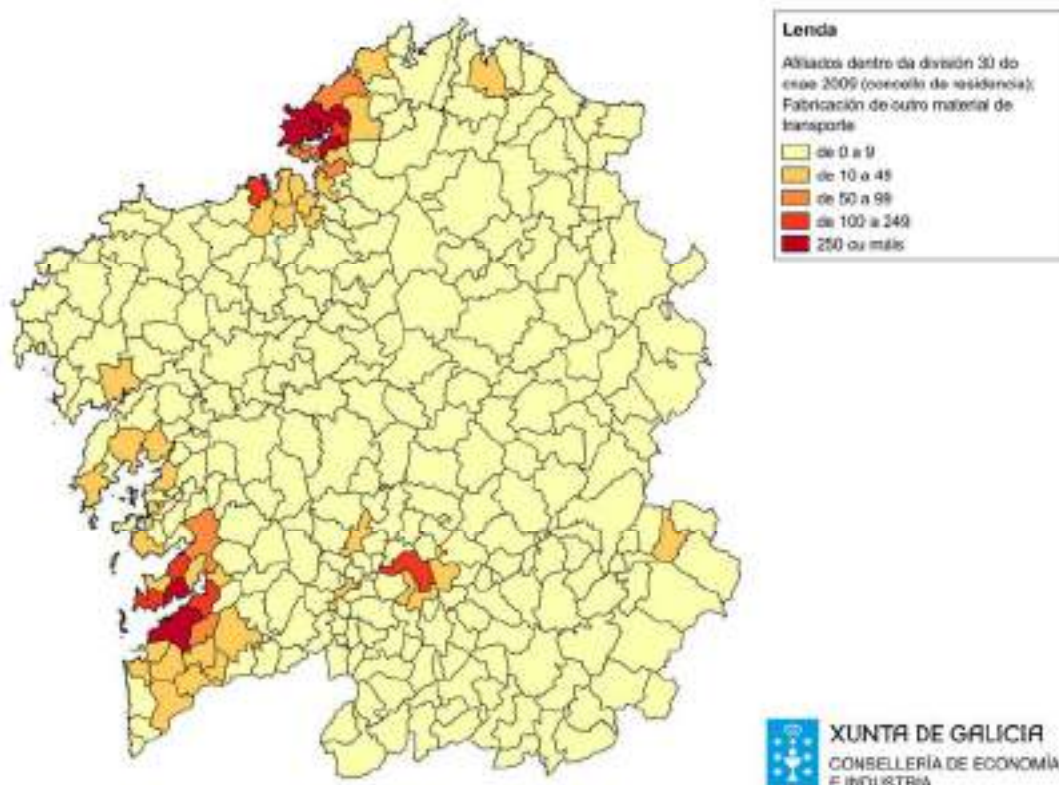 Lenda
Afiliados dentro da división 30 do
cnae 2009 (concello de residencia);
Fabricación de outro material de
transporte
de 0 a 9
de 10 a 49
de 50 a 99
de 100 a 249
250 ou máis
XUNTA DE GALICIA
CONSELLERÍA DE ECONOMÍA
E INDUSTRIA